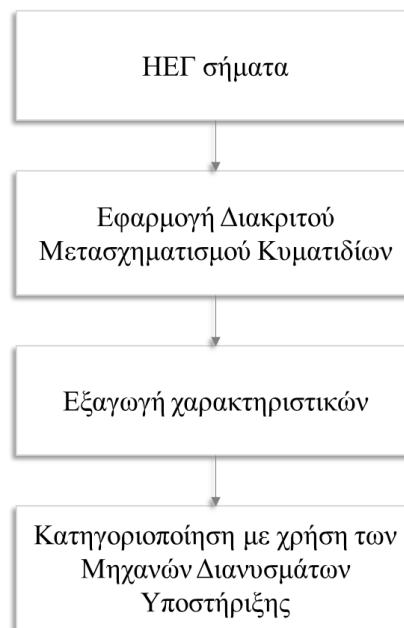 ΗΕΓ σήματα
Εφαρμογή Διακριτού
Μετασχηματισμού Κυματιδίων
Εξαγωγή χαρακτηριστικών
Κατηγοριοποίηση με χρήση των
Μηχανών Διανυσμάτων
Υποστήριξης